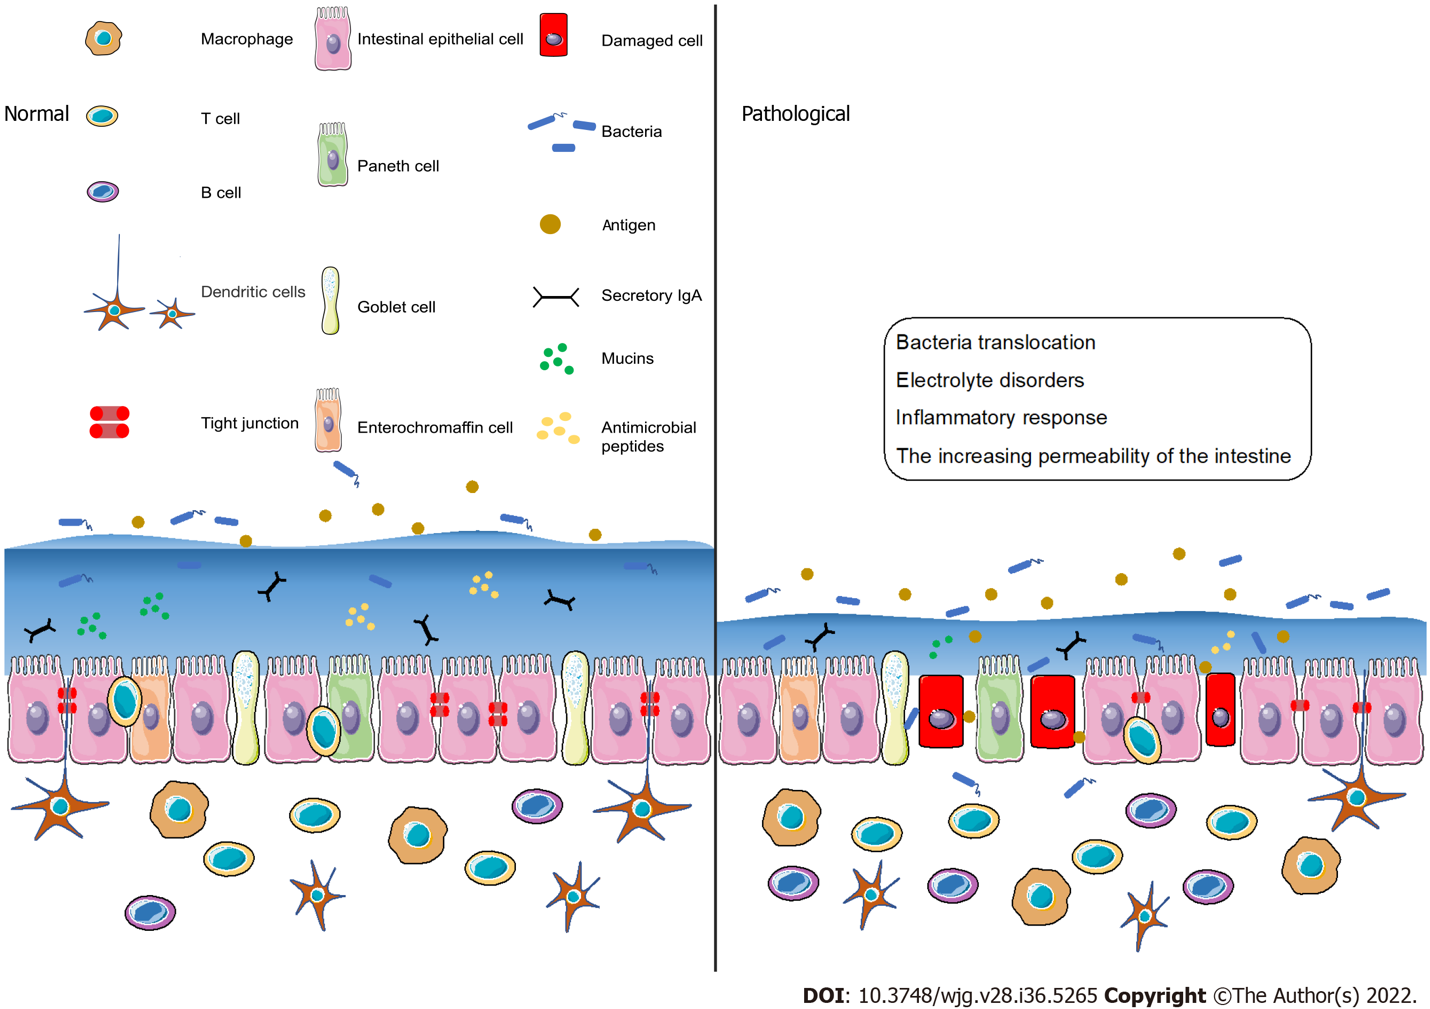 Macrophage
Intestinal epithelial cell
Damaged cell
Normal
T cell
Bacteria
Pathological
Paneth cell
B cell
Antigen
Dendritic cells
Goblet cell
Secretory IgA
Mucins
Tight junction
Enterochromaffin cell
Antimicrobial
peptides
Bacteria translocation
Electrolyte disorders
Inflammatory response
The increasing permeability of the intestine
DOI: 10.3748/wjg.v28.i36.5265 Copyright ©The Author(s) 2022.